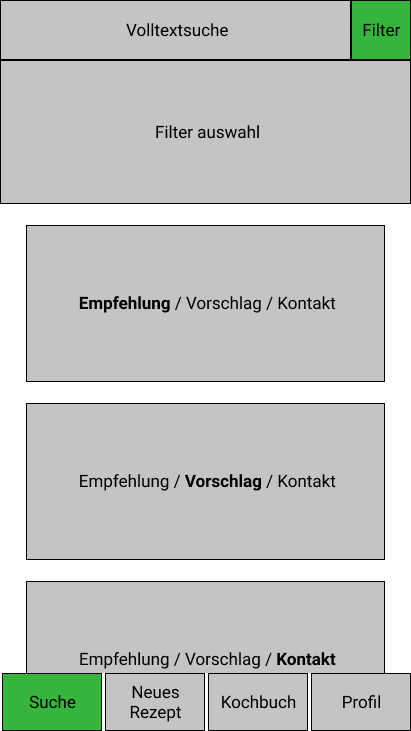 Volltextsuche
Filter
Filter auswahl
Empfehlung / Vorschlag / Kontakt
Empfehlung / Vorschlag / Kontakt
Empfehlung / Vorschlag / Kontakt
Suche
Neues
Rezept
Kochbuch
Profil